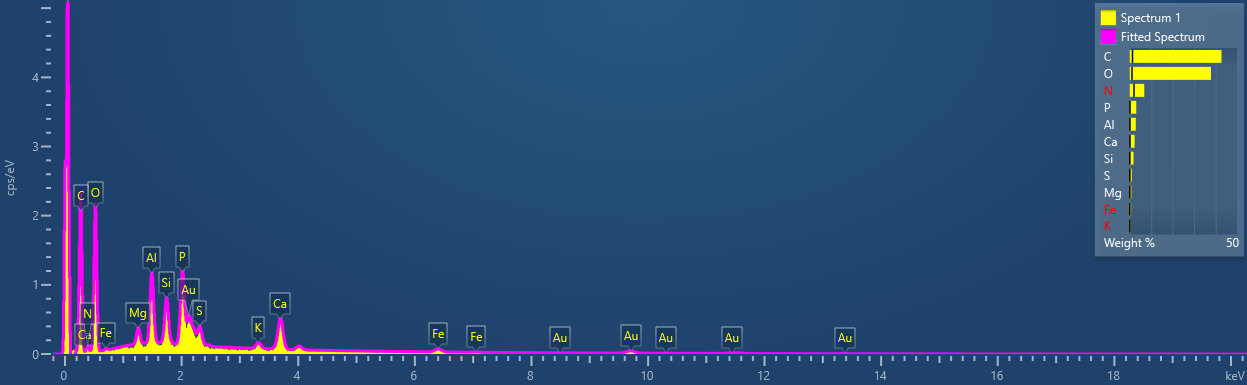 Spectrum 1
Fitted Spectrum
C
O
N
P
Al
Ca
Si
S
Mg
Fe
K
Weight % 50
cps/eV
4
3
2
1
0
C O
Al P
Si Au
N Mg S Ca
Ca Fe K Fe Fe Au Au Au Au Au
0 2 4 6 8 10 12 14 16 18 keV